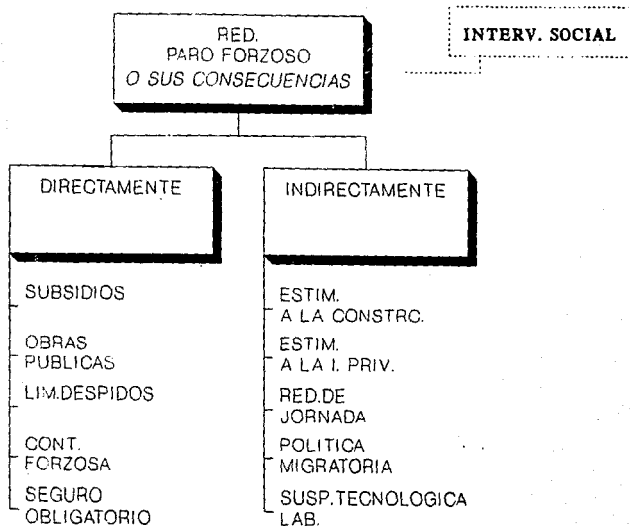 RED.
PARO FORZOSO
O SUS CONSECUENCIAS
INTERV. SOCIAL
DIRECTAMENTE
SUBSIDIOS
OBRAS
PUBLICAS
LIM.DESPIDOS
CONT.
FORZOSA
SEGURO
OBLIGATORIO
INDIRECTAMENTE
ESTIM.
A LA CONSTRC.
ESTIM.
A LA I. PRIV.
RED.DE
JORNADA
POLITICA
MIGRATORIA
SUSP.TECNOLOGICA
LAB.